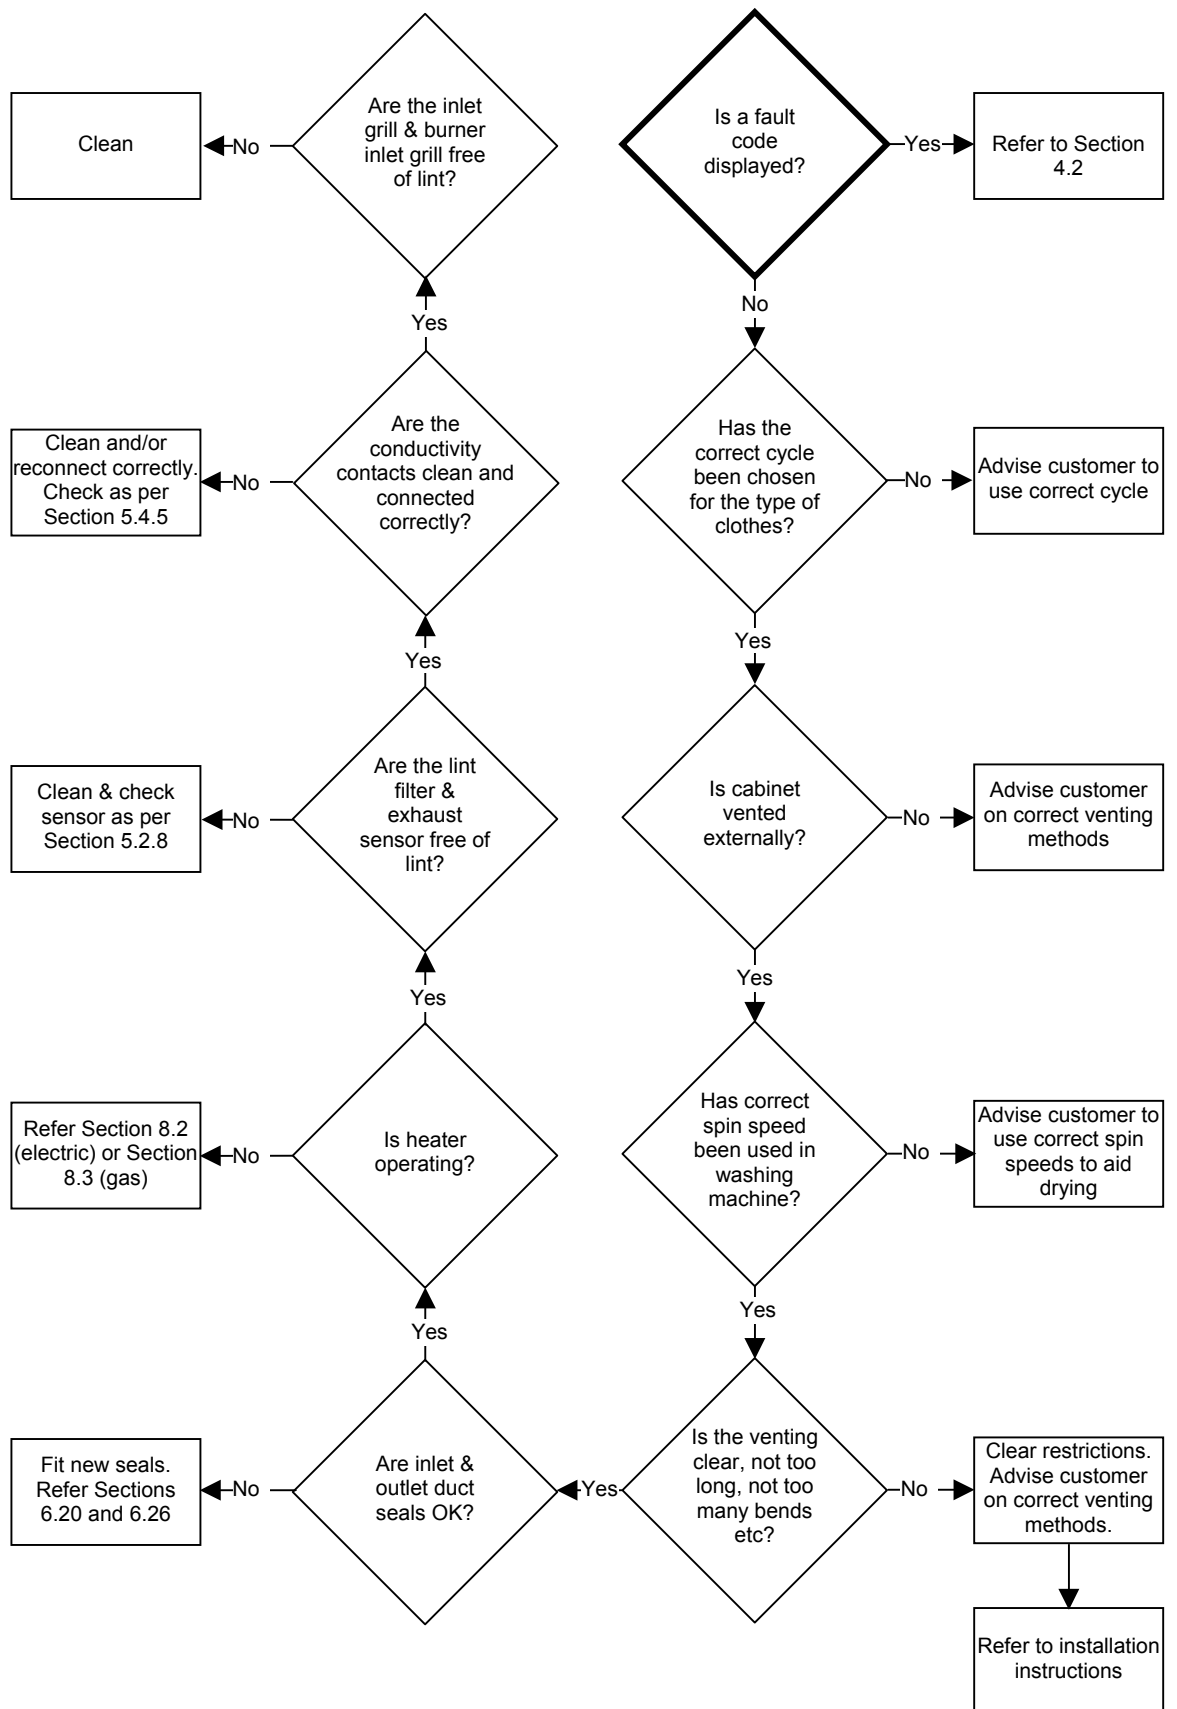 Is a fault
code
displayed?
Yes
Refer to Section
4.2
No
Has the
correct cycle
been chosen
for the type of
clothes?
No
Advise customer to
use correct cycle
Yes
Is cabinet
vented
externally?
No
Advise customer
on correct venting
methods
Yes
Has correct
spin speed
been used in
washing
machine?
No
Advise customer to
use correct spin
speeds to aid
drying
Yes
Is the venting
clear, not too
long, not too
many bends
etc?
No
Clear restrictions.
Advise customer
on correct venting
methods.
Refer to installation
instructions
Yes
Are inlet &
outlet duct
seals OK?
No
Fit new seals.
Refer Sections
6.20 and 6.26
Yes
Is heater
operating?
No
Refer Section 8.2
(electric) or Section
8.3 (gas)
Yes
Are the lint
filter &
exhaust
sensor free of
lint?
No
Clean & check
sensor as per
Section 5.2.8
Yes
Are the
conductivity
contacts clean and
connected
correctly?
No
Clean and/or
reconnect correctly.
Check as per
Section 5.4.5
Yes
Are the inlet
grill & burner
inlet grill free
of lint?
No
Clean